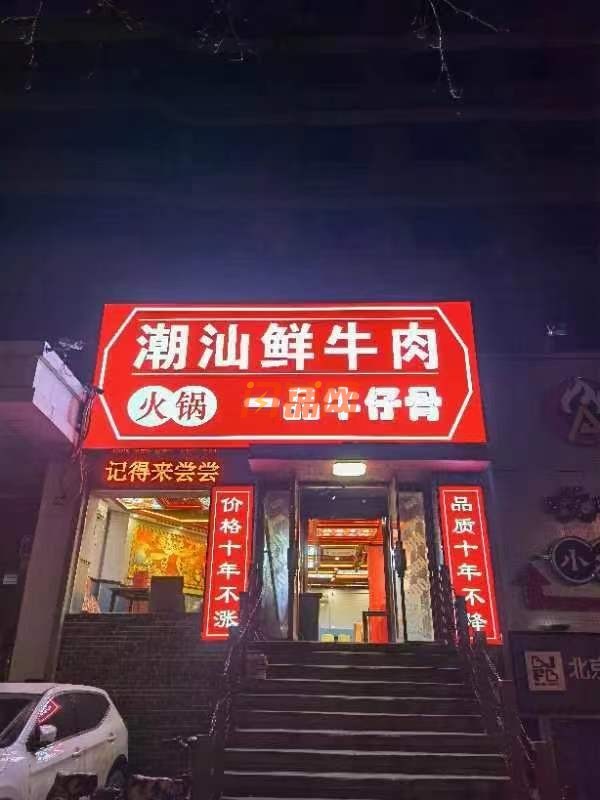 潮汕鲜牛肉
火锅
一品牛仔骨
记得来尝尝
价格十年不涨
品质十年不降
小
北京